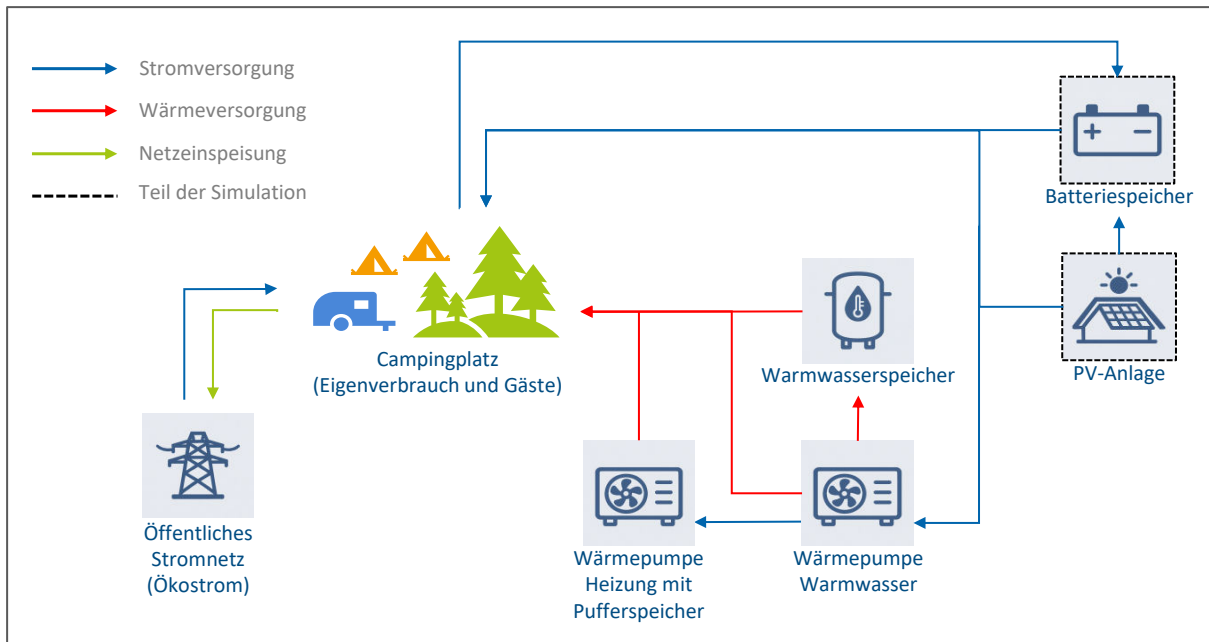 Stromversorgung
Wärmeversorgung
Netzeinspeisung
Teil der Simulation
Batteriespeicher
PV-Anlage
Warmwasserspeicher
Campingplatz
(Eigenverbrauch und Gäste)
Öffentliches
Stromnetz
(Ökostrom)
Wärmepumpe
Heizung mit
Pufferspeicher
Wärmepumpe
Warmwasser